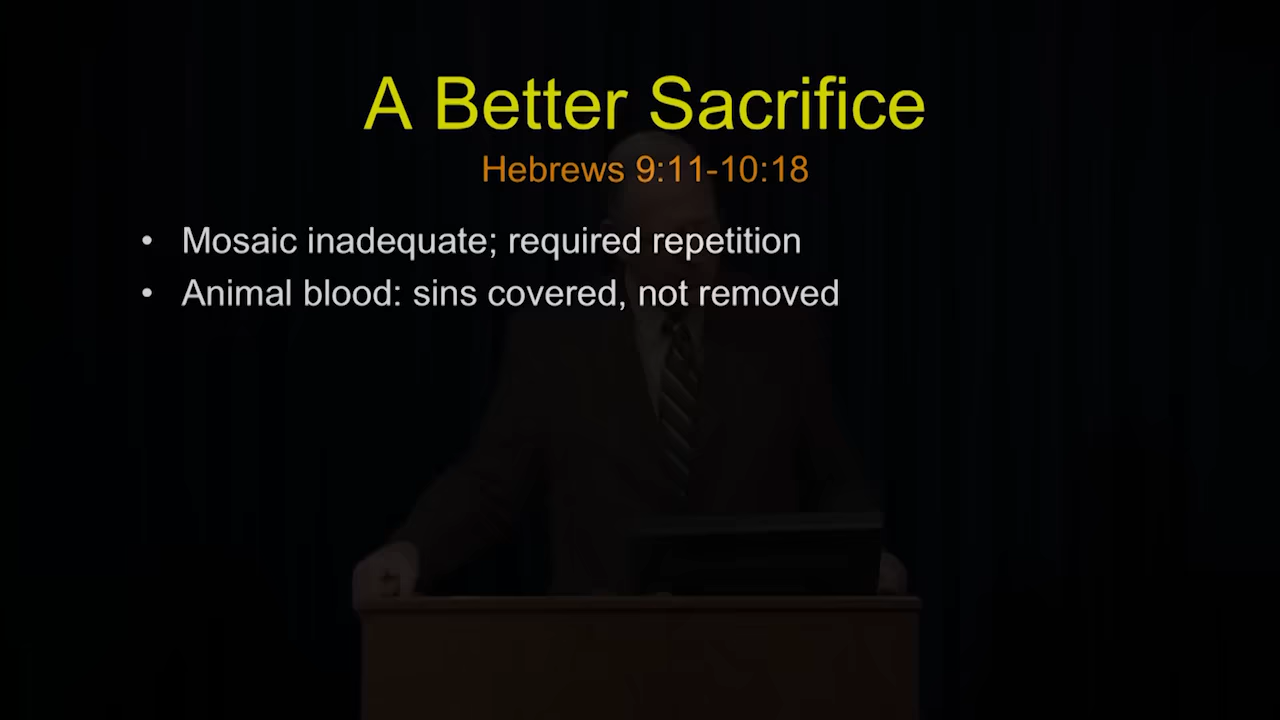 A Better Sacrifice
Hebrews 9:11-10:18
• Mosaic inadequate; required repetition
• Animal blood: sins covered, not removed